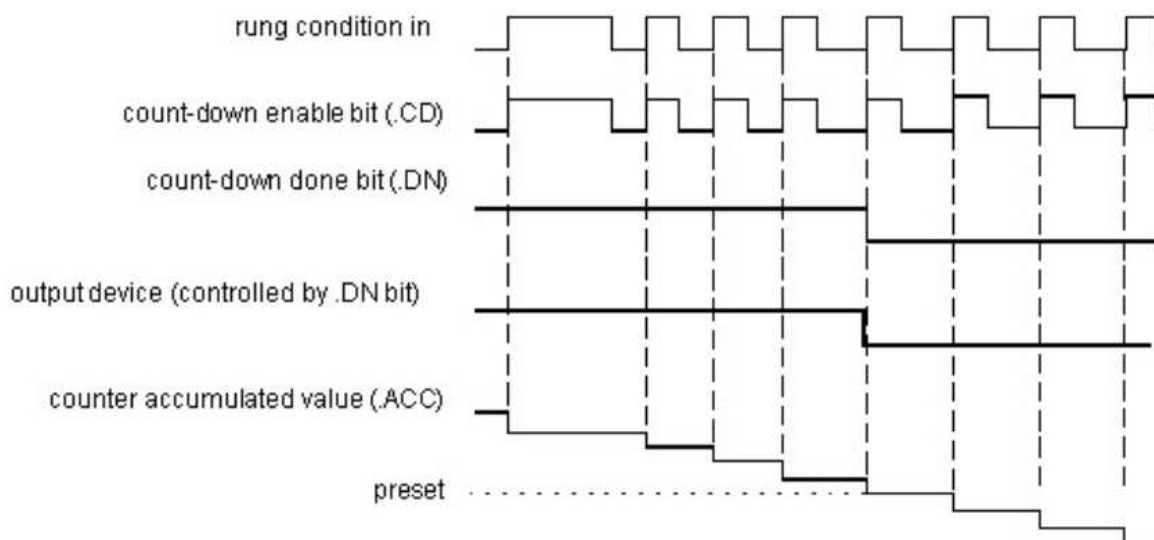 rung condition in
count-down enable bit (.CD)
count-down done bit (.DN)
output device (controlled by .DN bit)
counter accumulated value (.ACC)
preset